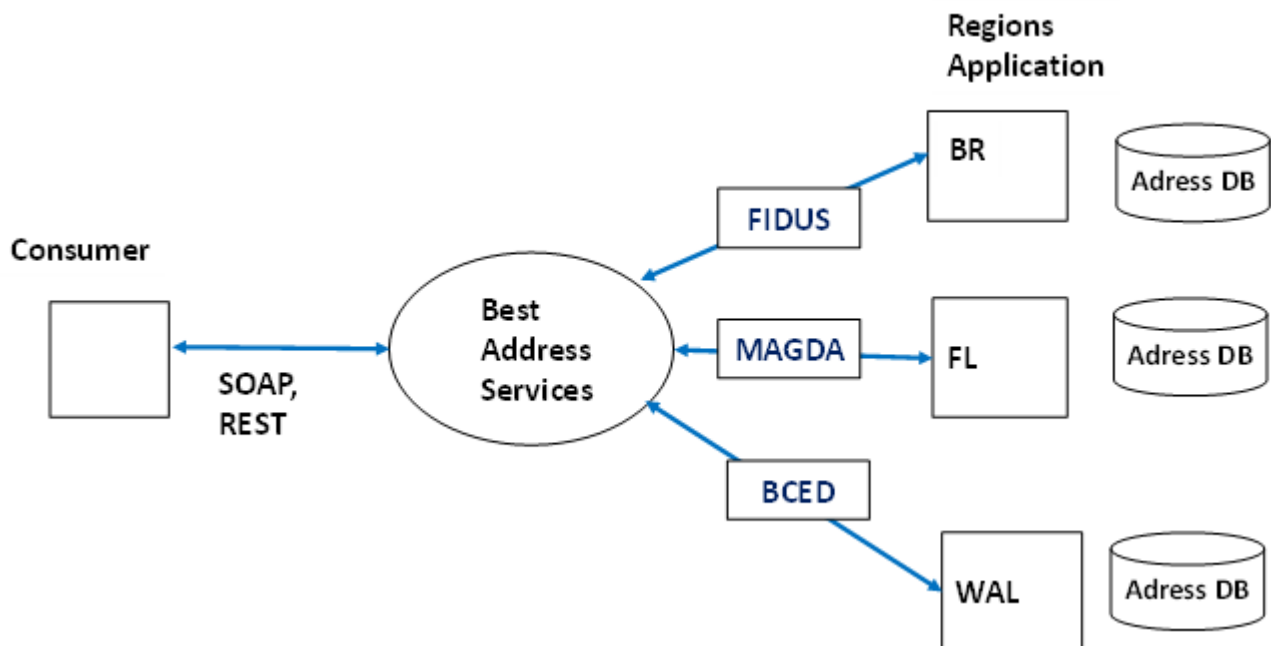 Regions
Application
BR
Adress DB
FIDUS
Consumer
Best
Address
Services
MAGDA
FL
Adress DB
SOAP,
REST
BCED
WAL
Adress DB